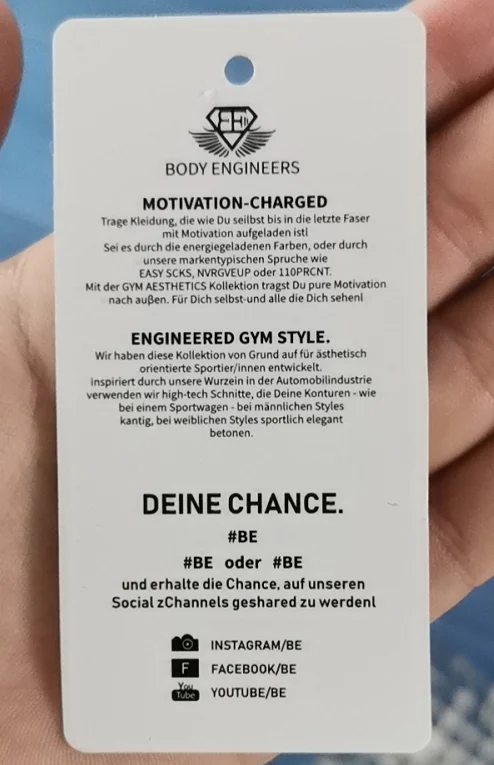 BE
BODY ENGINEERS
MOTIVATION-CHARGED
Trage Kleidung, die wie Du seilbst bis in die letzte Faser
mit Motivation aufgeladen istl
Sei es durch die energiegeladenen Farben, oder durch
unsere markentypischen Spruche wie
EASY SCKS, NVRGVEUP oder 110PRCNT.
Mit der GYM AESTHETICS Kollektion tragst Du pure Motivation
nach außen. Für Dich selbst-und alle die Dich sehenl
ENGINEERED GYM STYLE.
Wir haben diese Kollektion von Grund auf für ästhetisch
orientierte Sportier/innen entwickelt.
inspiriert durch unsere Wurzein in der Automobilindustrie
verwenden wir high-tech Schnitte, die Deine Konturen - wie
bei einem Sportwagen - bei männlichen Styles
kantig, bei weiblichen Styles sportlich elegant
betonen.
DEINE CHANCE.
#BE
#BE oder #BE
und erhalte die Chance, auf unseren
Social zChannels geshared zu werdenl
INSTAGRAM/BE
F FACEBOOK/BE
You
Tube YOUTUBE/BE